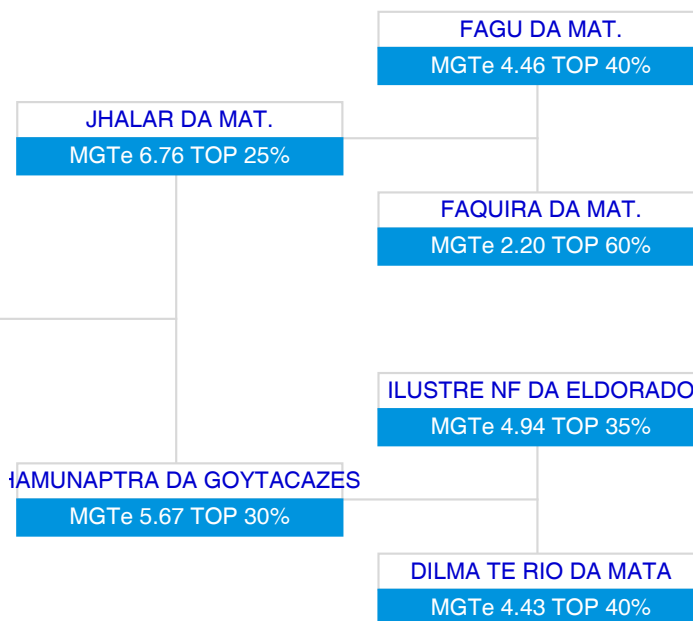 FAGU DA MAT.
MGTe 4.46 TOP 40%
JHALAR DA MAT.
MGTe 6.76 TOP 25%
FAQUIRA DA MAT.
MGTe 2.20 TOP 60%
ILUSTRE NF DA ELDORADO
MGTe 4.94 TOP 35%
HAMUNAPTRA DA GOYTACAZES
MGTe 5.67 TOP 30%
DILMA TE RIO DA MATA
MGTe 4.43 TOP 40%